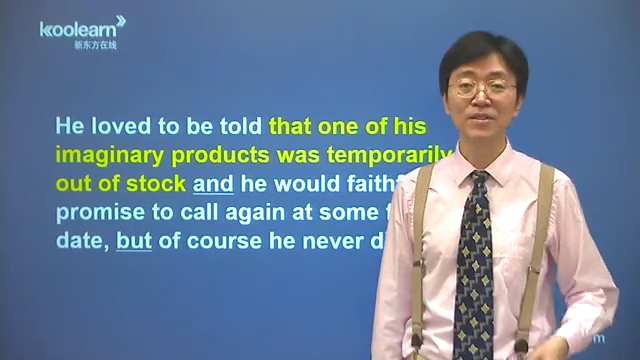 koolearn
新东方在线
He loved to be told that one of his
imaginary products was temporarily
out of stock and he would faith
promise to call again at some
date, but of course he never d
m